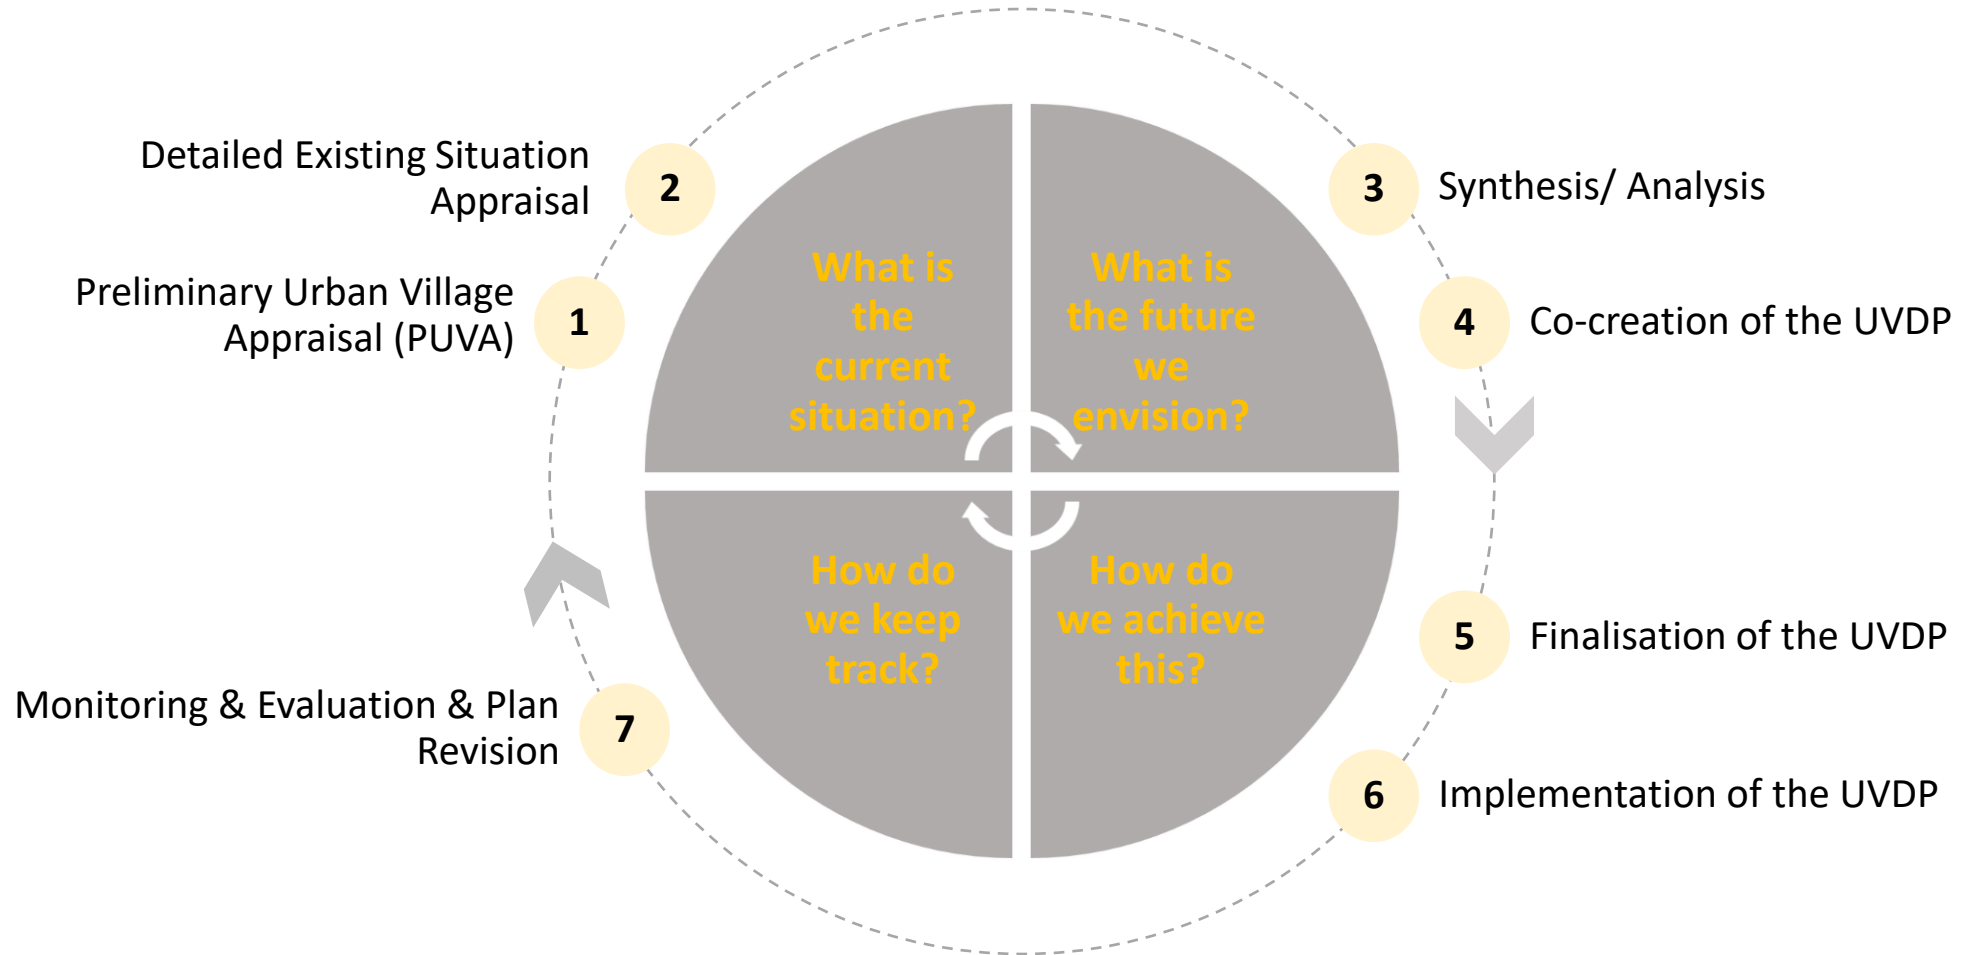 1
Preliminary Urban Village
Appraisal (PUVA)
2
Detailed Existing Situation
Appraisal
3
Synthesis/ Analysis
4
Co-creation of the UVDP
5
Finalisation of the UVDP
6
Implementation of the UVDP
7
Monitoring & Evaluation & Plan
Revision
What is
the
current
situation?
What is
the future
we
envision?
How do
we achieve
this?
How do
we keep
track?